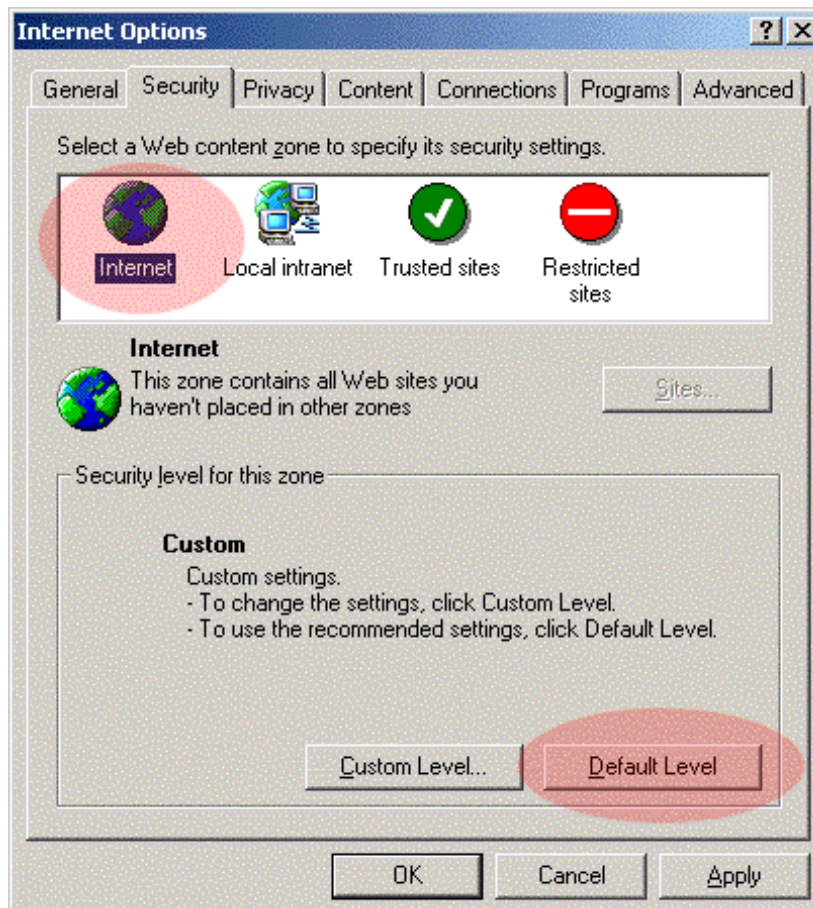 Internet Options
? X
General Security Privacy Content Connections Programs Advanced
Select a Web content zone to specify its security settings.
Internet Local intranet Trusted sites Restricted
sites
Internet
This zone contains all Web sites you
haven't placed in other zones
Sites...
Security level for this zone
Custom
Custom settings.
- To change the settings, click Custom Level.
- To use the recommended settings, click Default Level.
Custom Level... Default Level
OK Cancel Apply